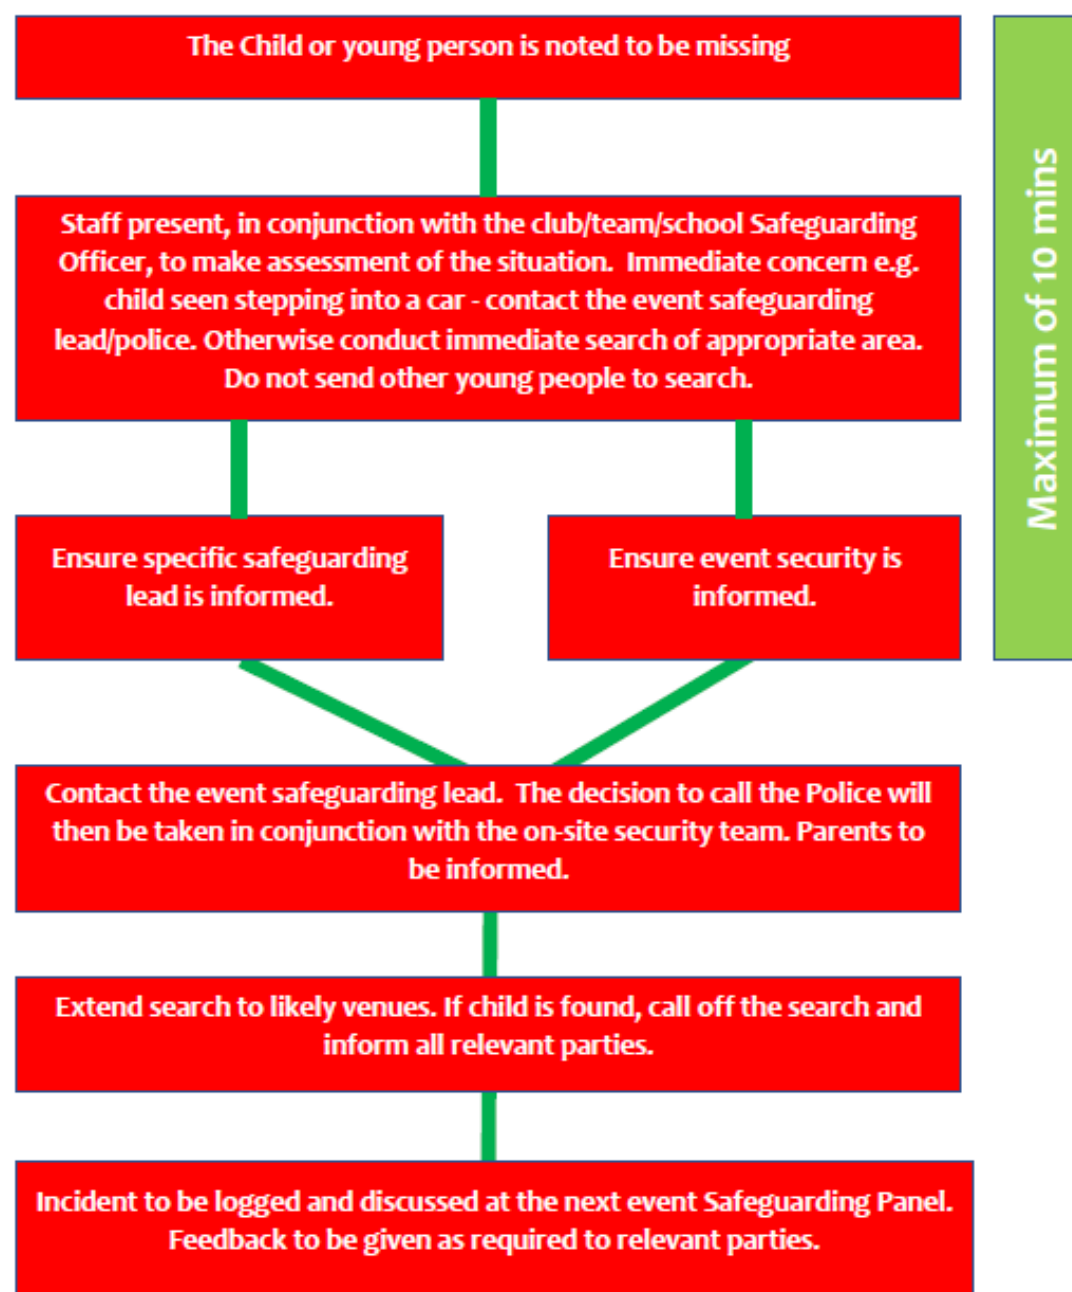 The Child or young person is noted to be missing
Staff present, in conjunction with the club/team/school Safeguarding
Officer, to make assessment of the situation.  Immediate concern e.g.
child seen stepping into a car - contact the event safeguarding
lead/police. Otherwise conduct immediate search of appropriate area.
Do not send other young people to search.
Maximum of 10 mins
Ensure specific safeguarding
lead is informed.
Ensure event security is
informed.
Contact the event safeguarding lead.  The decision to call the Police will
then be taken in conjunction with the on-site security team. Parents to
be informed.
Extend search to likely venues. If child is found, call off the search and
inform all relevant parties.
Incident to be logged and discussed at the next event Safeguarding Panel.
Feedback to be given as required to relevant parties.